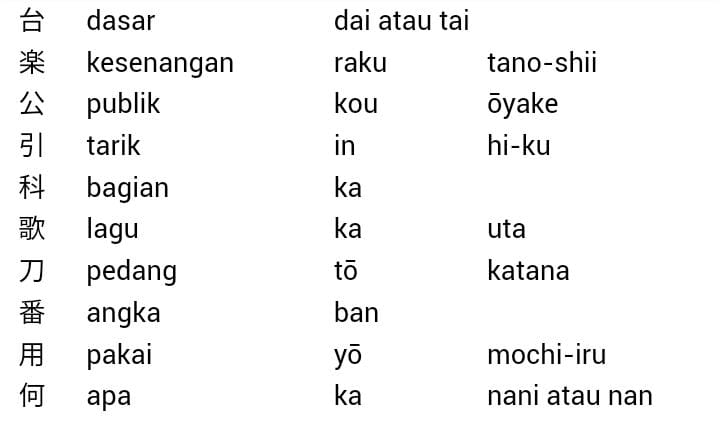 台 dasar dai atau tai
楽 kesenangan raku tano-shii
公 publik kou ōyake
引 tarik in hi-ku
科 bagian ka
歌 lagu ka uta
刀 pedang tō katana
番 angka ban
用 pakai yō mochi-iru
何 apa ka nani atau nan